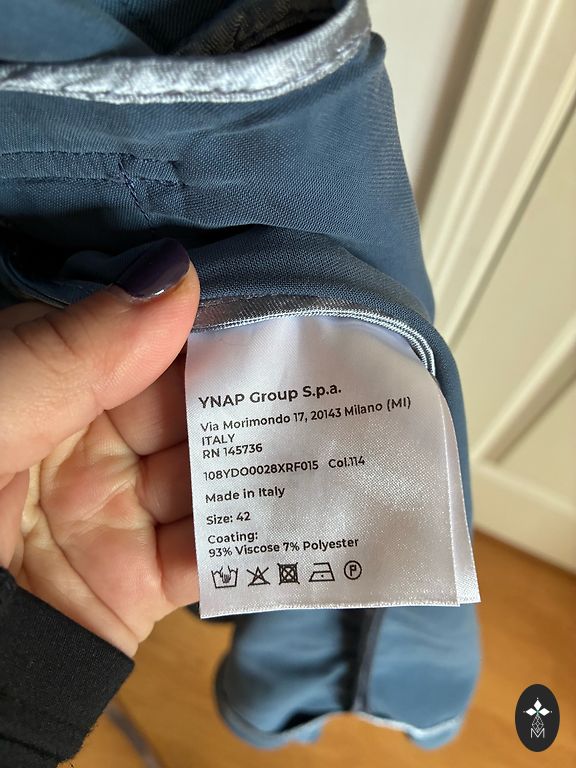 YNAP Group S.p.a.
Via Morimondo 17, 20143 Milano (MI)
ITALY
RN 145736
108YDO0028XRF015 Col.114
Made in Italy
Size: 42
Coating:
93% Viscose 7% Polyester
P
M